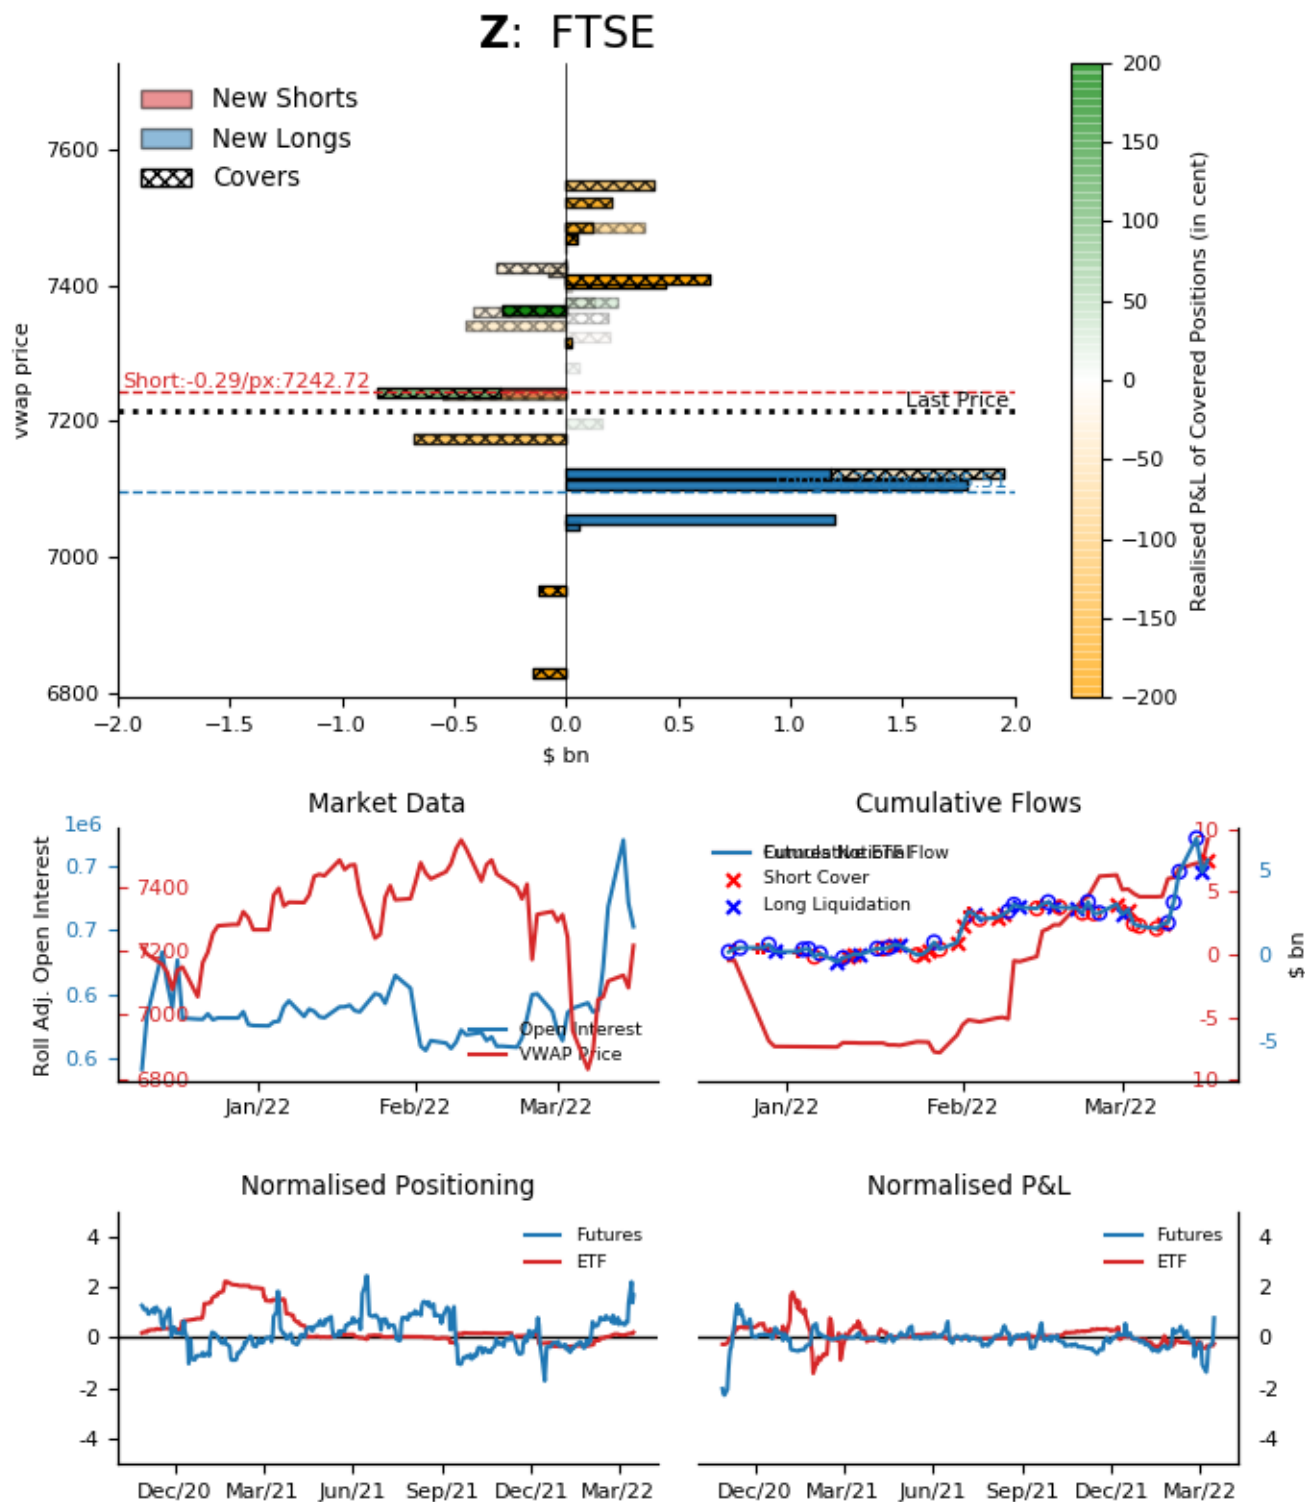 Z: FTSE
New Shorts
New Longs
Covers
7600
7400
7200
7000
6800
vwap price
Short:-0.29/px:7242.72
Last Price
−2.0
−1.5
−1.0
−0.5
0.0
0.5
1.0
1.5
2.0
$ bn
200
150
100
50
0
−50
−100
−150
−200
Realised P&L of Covered Positions (in cent)
Market Data
1e6
0.7
0.7
0.6
0.6
Roll Adj. Open Interest
7400
7200
7000
6800
Open Interest
VWAP Price
Jan/22
Feb/22
Mar/22
Cumulative Flows
Short Cover
Long Liquidation
10
5
0
-5
10
5
0
-5
$ bn
Jan/22
Feb/22
Mar/22
Normalised Positioning
Futures
ETF
4
2
0
-2
-4
Dec/20
Mar/21
Jun/21
Sep/21
Dec/21
Mar/22
Normalised P&L
Futures
ETF
4
2
0
-2
-4
Dec/20
Mar/21
Jun/21
Sep/21
Dec/21
Mar/22